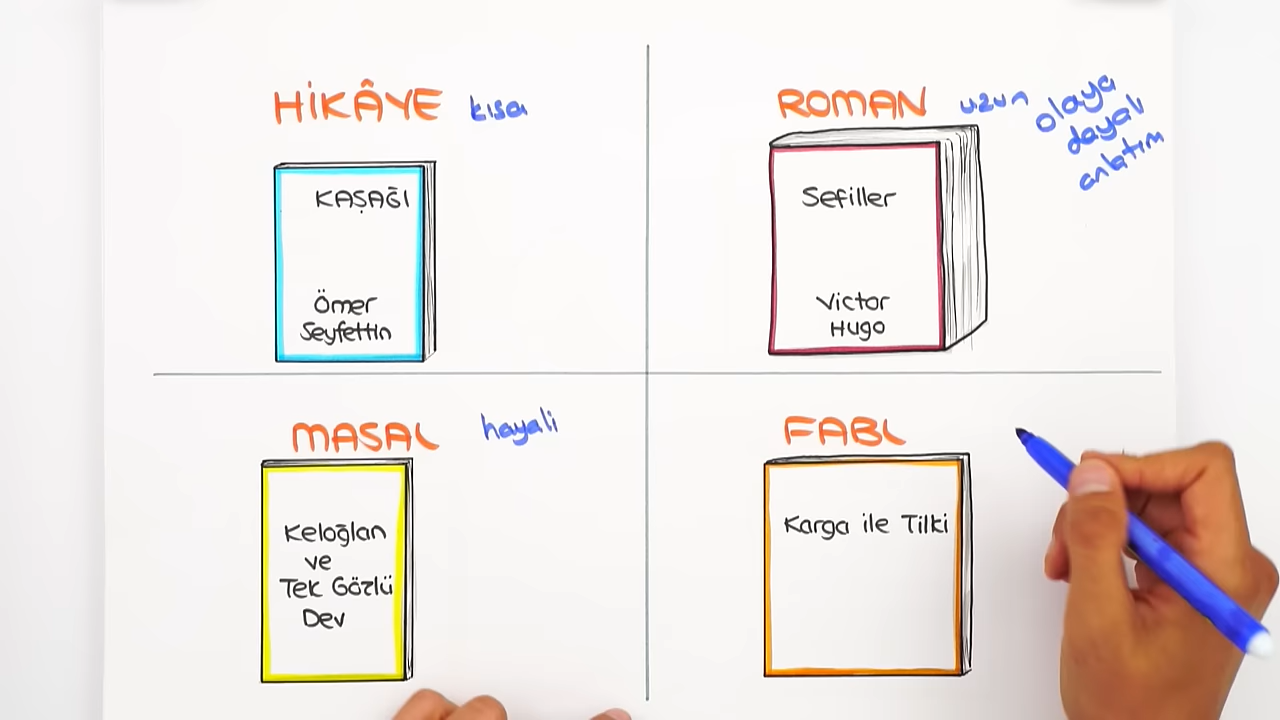 HİKÂYE kısa
KAŞAĞI
Ömer
Seyfettin
ROMAN uzun
olaya
dayalı
anlatım
Sefiller
Victor
Hugo
MASAL hayali
Keloğlan
ve
Tek Gözlü
Dev
FABL
Karga ile Tilki